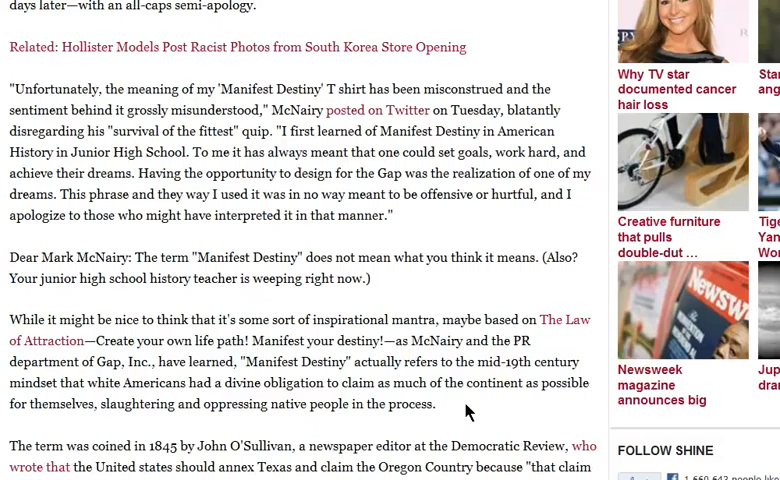 days later—with an all-caps semi-apology.
Related: Hollister Models Post Racist Photos from South Korea Store Opening
"Unfortunately, the meaning of my 'Manifest Destiny' T shirt has been misconstrued and the
sentiment behind it grossly misunderstood," McNairy posted on Twitter on Tuesday, blatantly
disregarding his "survival of the fittest" quip. "I first learned of Manifest Destiny in American
History in Junior High School. To me it has always meant that one could set goals, work hard, and
achieve their dreams. Having the opportunity to design for the Gap was the realization of one of my
dreams. This phrase and they way I used it was in no way meant to be offensive or hurtful, and I
apologize to those who might have interpreted it in that manner."
Dear Mark McNairy: The term "Manifest Destiny" does not mean what you think it means. (Also?
Your junior high school history teacher is weeping right now.)
While it might be nice to think that it's some sort of inspirational mantra, maybe based on The Law
of Attraction—Create your own life path! Manifest your destiny!—as McNairy and the PR
department of Gap, Inc., have learned, "Manifest Destiny" actually refers to the mid-19th century
mindset that white Americans had a divine obligation to claim as much of the continent as possible
for themselves, slaughtering and oppressing native people in the process.
The term was coined in 1845 by John O'Sullivan, a newspaper editor at the Democratic Review, who
wrote that the United states should annex Texas and claim the Oregon Country because "that claim
Why TV star
documented cancer
hair loss
Star
ang
Creative furniture
that pulls
double-dut ...
Tige
Yan
Wor
Newsw
Newsweek
magazine
announces big
Jup
drar
FOLLOW SHINE